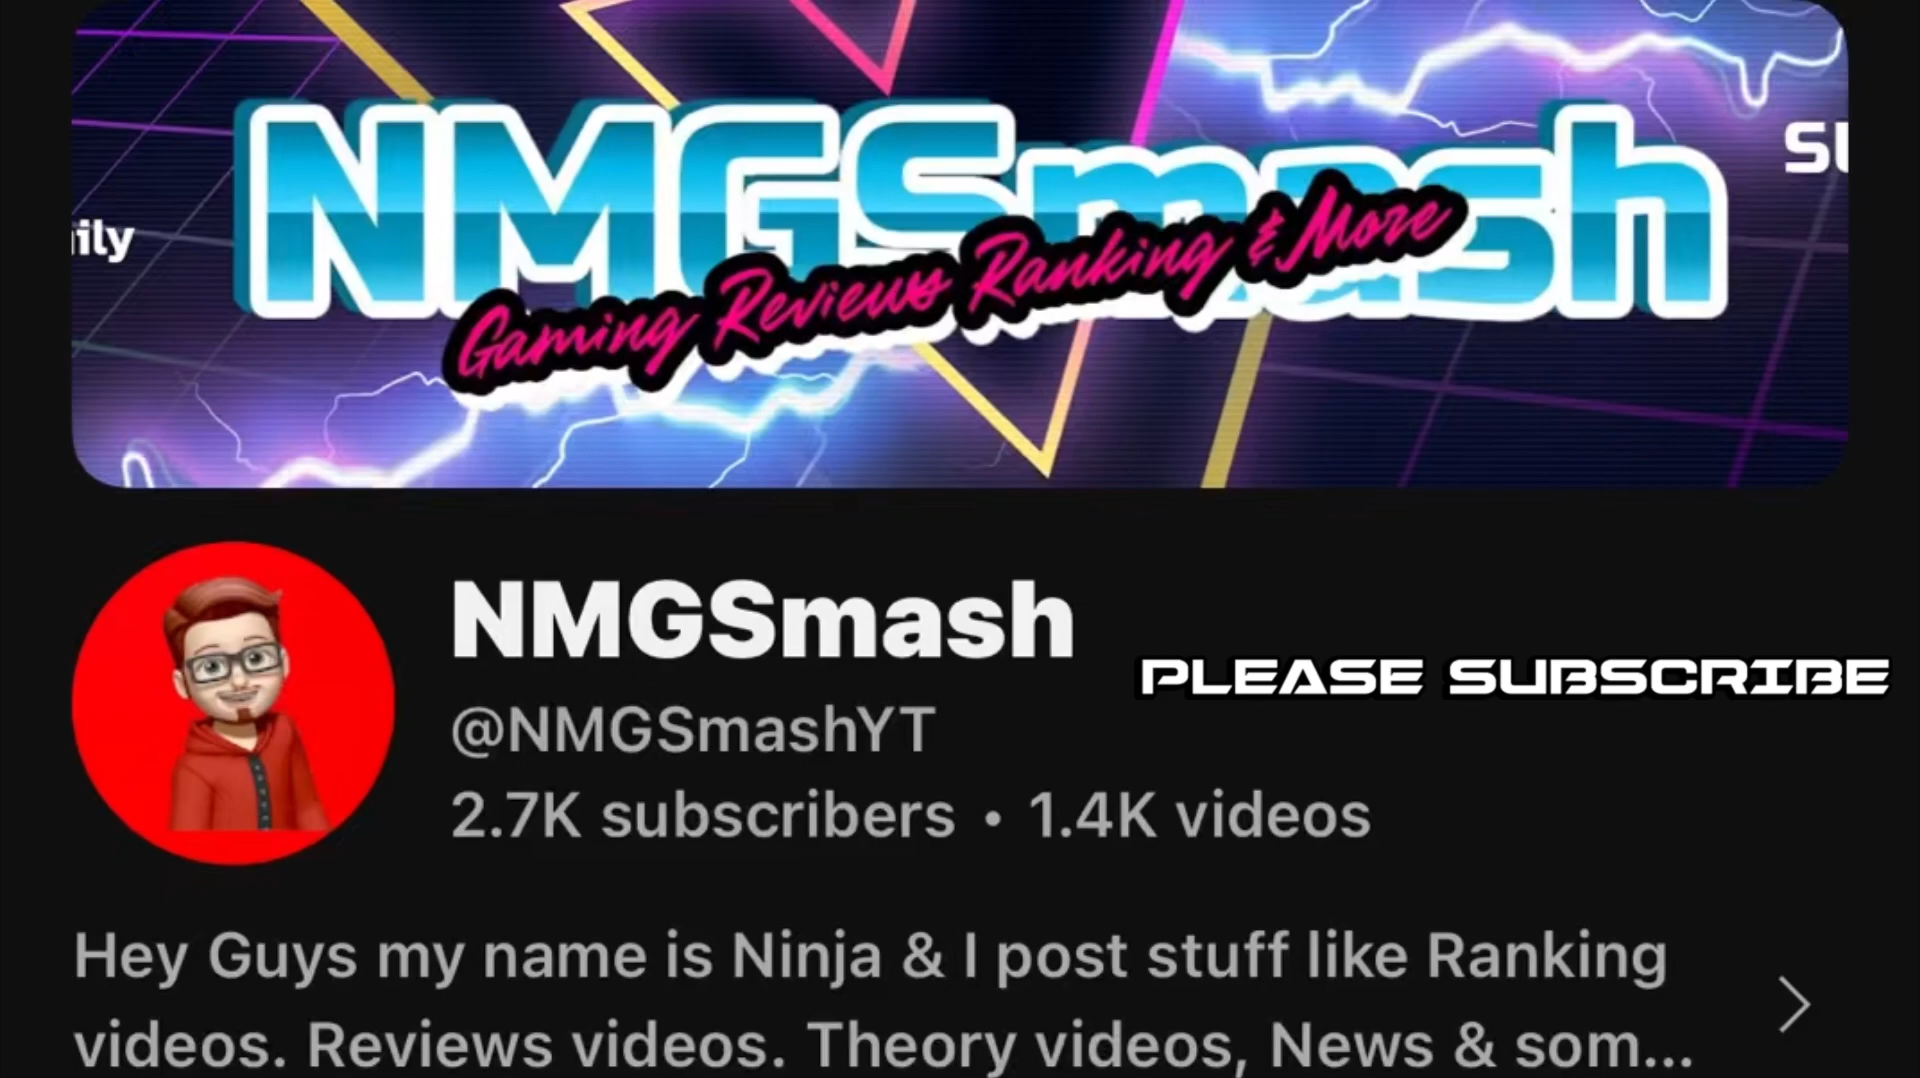 NMGSmash
Gaming Reviews Ranking & More
ily
NMGSmash
PLEASE SUBSCRIBE
@NMGSmashYT
2.7K subscribers • 1.4K videos
Hey Guys my name is Ninja & I post stuff like Ranking
videos. Reviews videos. Theory videos, News & som...